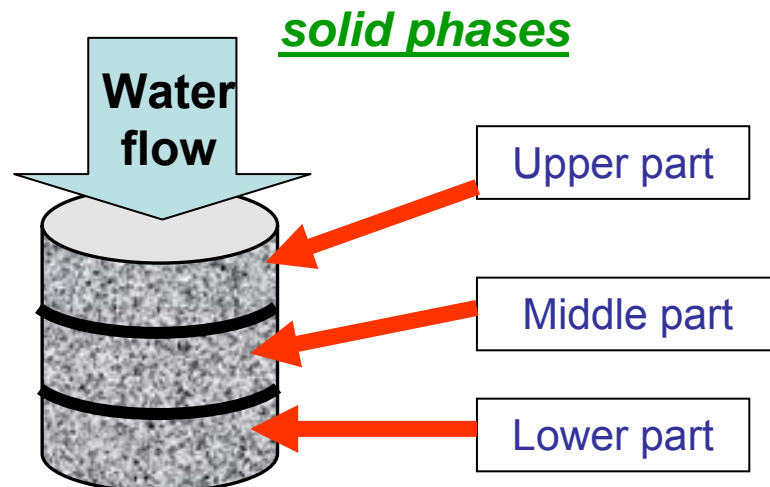 solid phases
Water
flow
Upper part
Middle part
Lower part